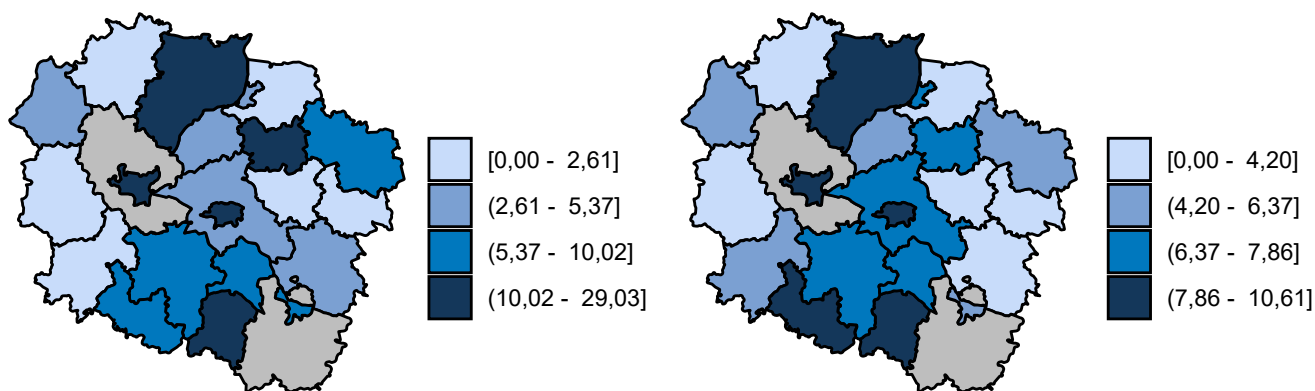 [0,00 - 2,61]
(2,61 - 5,37]
(5,37 - 10,02]
(10,02 - 29,03]
[0,00 - 4,20]
(4,20 - 6,37]
(6,37 - 7,86]
(7,86 - 10,61]